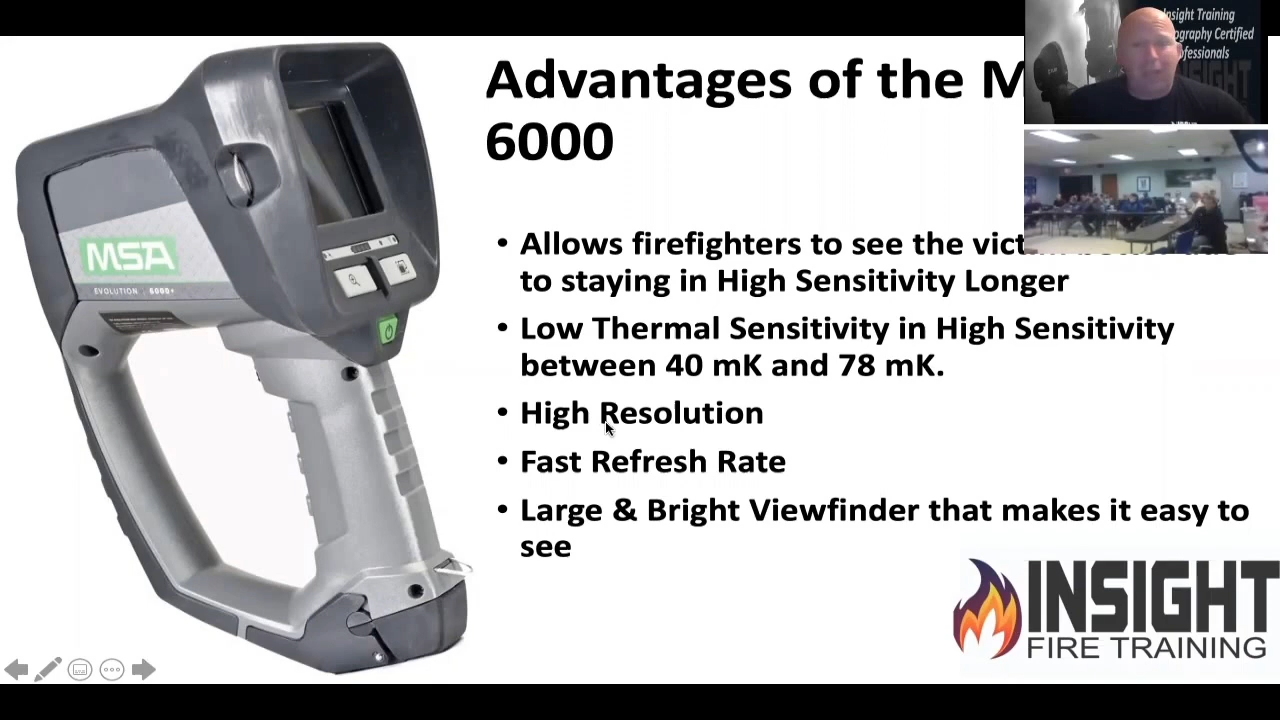 Insight Training
ography Certified
ofessionals
Advantages of the M
6000
• Allows firefighters to see the vict
to staying in High Sensitivity Longer
• Low Thermal Sensitivity in High Sensitivity
between 40 mK and 78 mK.
• High Resolution
• Fast Refresh Rate
• Large & Bright Viewfinder that makes it easy to
see
MSA
EVOLUTION 6000+
INSIGHT
FIRE TRAINING